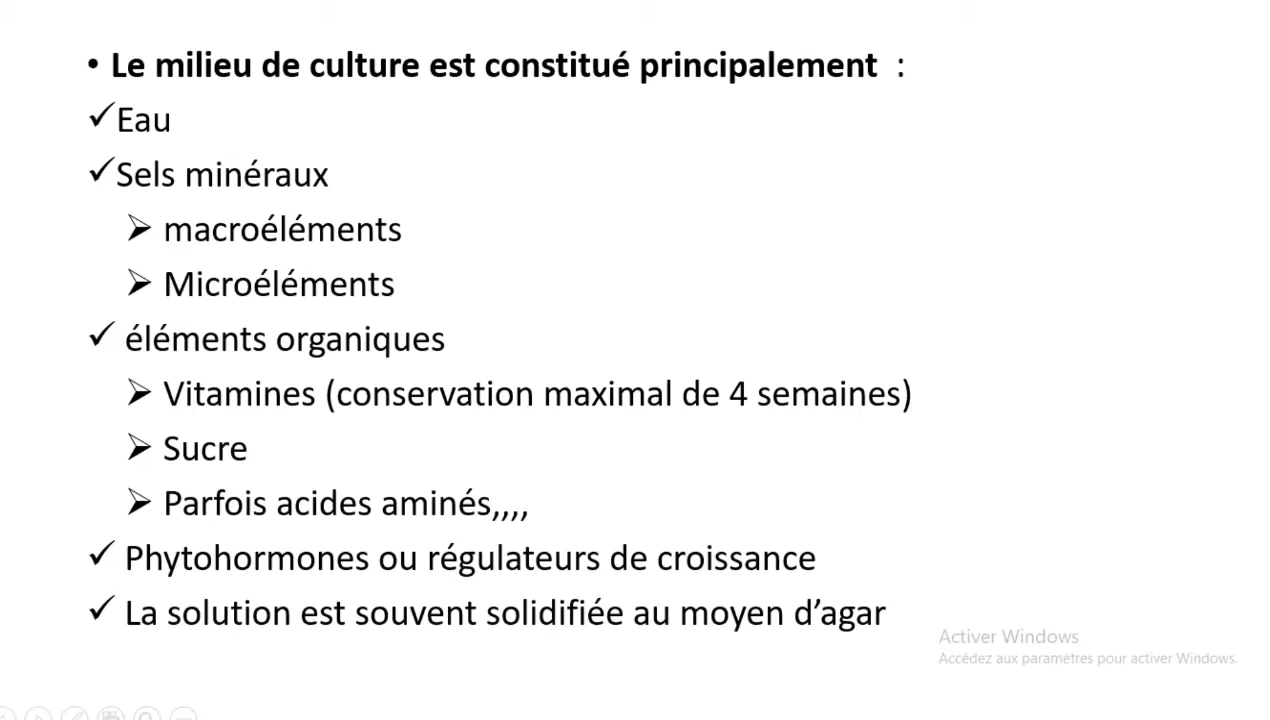 • Le milieu de culture est constitué principalement :
✓Eau
✓Sels minéraux
➢ macroéléments
➢ Microéléments
✓ éléments organiques
➢ Vitamines (conservation maximal de 4 semaines)
➢ Sucre
➢ Parfois acides aminés,,,,
✓ Phytohormones ou régulateurs de croissance
✓ La solution est souvent solidifiée au moyen d’agar
Activer Windows
Accédez aux paramètres pour activer Windows.